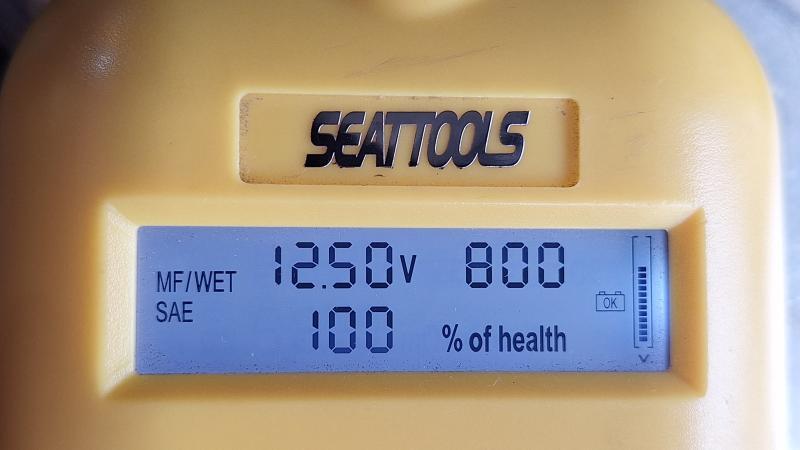 SEATTOOLS
MF/WET 12.50V 800
SAE 100 % of health
OK
V